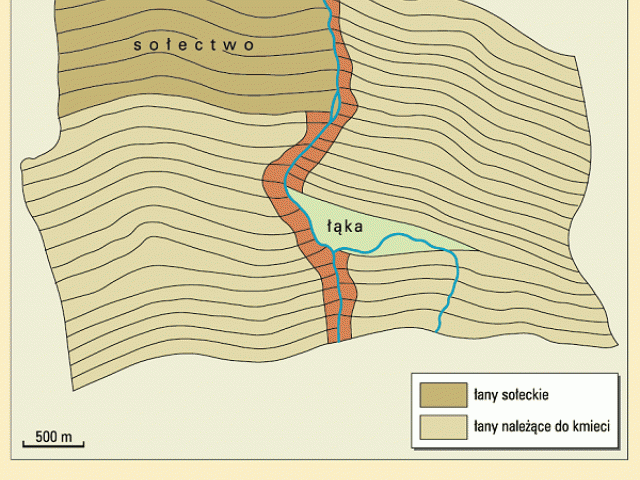 sołectwo
łąka
łany sołeckie
łany należące do kmieci
500 m